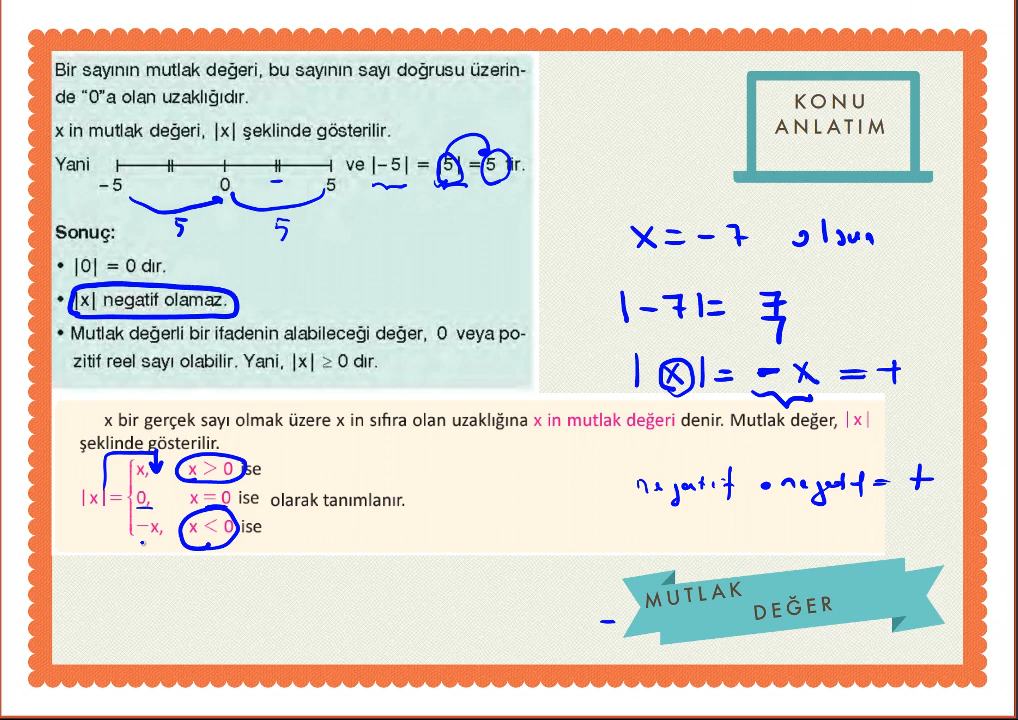 Bir sayının mutlak değeri, bu sayının sayı doğrusu üzerin-
de “0”a olan uzaklığıdır.
x in mutlak değeri, |x| şeklinde gösterilir.
Yani -5 0 5 ve |-5| = |5| = 5 tir.
5 5
Sonuç:
• |0| = 0 dır.
• |x| negatif olamaz.
• Mutlak değerli bir ifadenin alabileceği değer, 0 veya po-
zitif reel sayı olabilir. Yani, |x| ≥ 0 dır.
KONU
ANLATIM
x = -7 olsun
|-7| = 7
|x| = -x = +
x bir gerçek sayı olmak üzere x in sıfıra olan uzaklığına x in mutlak değeri denir. Mutlak değer, |x|
şeklinde gösterilir.
x, x > 0 ise
|x| = { 0, x = 0 ise olarak tanımlanır.
-x, x < 0 ise
negatif . negatif = +
MUTLAK
DEĞER